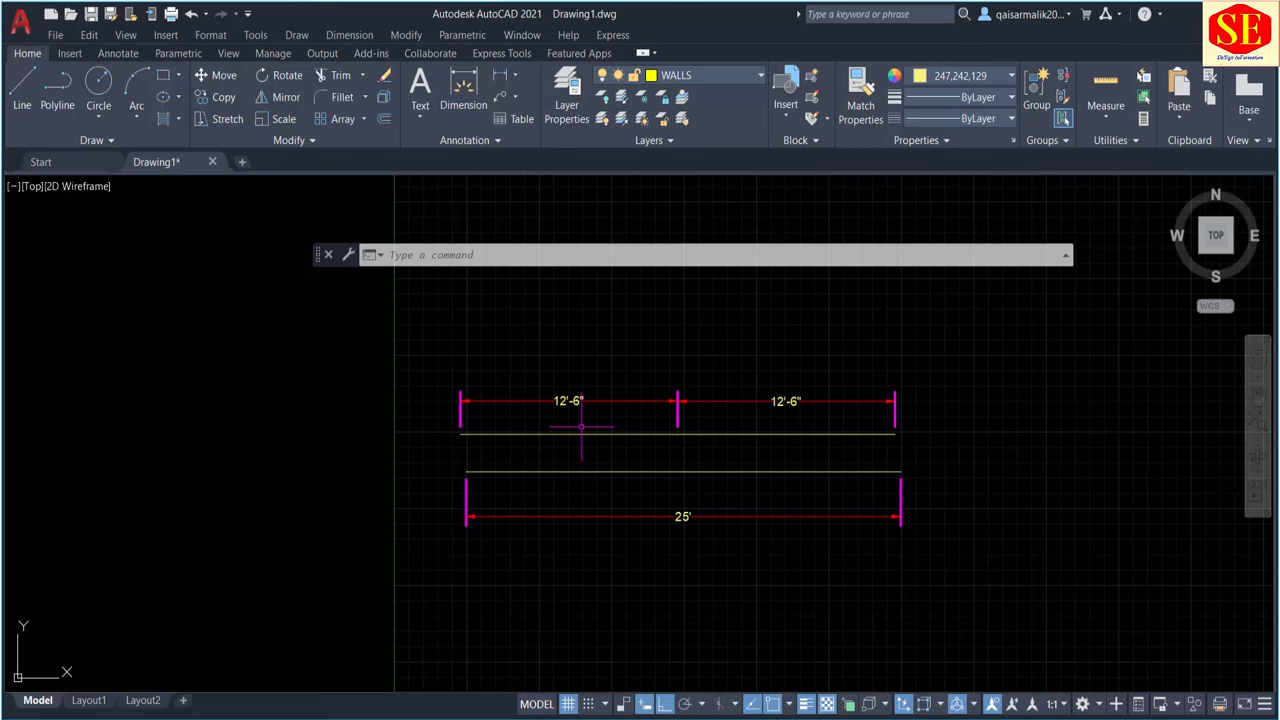 Autodesk AutoCAD 2021 Drawing1.dwg
Type a keyword or phrase
qaisarmalik20...
SE
DeSign InFormation
File Edit View Insert Format Tools Draw Dimension Modify Parametric Window Help Express
Home Insert Annotate Parametric View Manage Output Add-ins Collaborate Express Tools Featured Apps
Line Polyline Circle Arc
Move Rotate Trim
Copy Mirror Fillet
Stretch Scale Array
Text Dimension Table
Layer Properties
WALLS
Insert
Match Properties
247,242,129
ByLayer
ByLayer
Group
Measure
Paste
Base
Draw Modify Annotation Layers Block Properties Groups Utilities Clipboard View
Start Drawing1*
[−][Top][2D Wireframe]
N
W TOP E
S
WCS
Type a command
12'-6" 12'-6"
25'
Y
X
Model Layout1 Layout2
MODEL 1:1